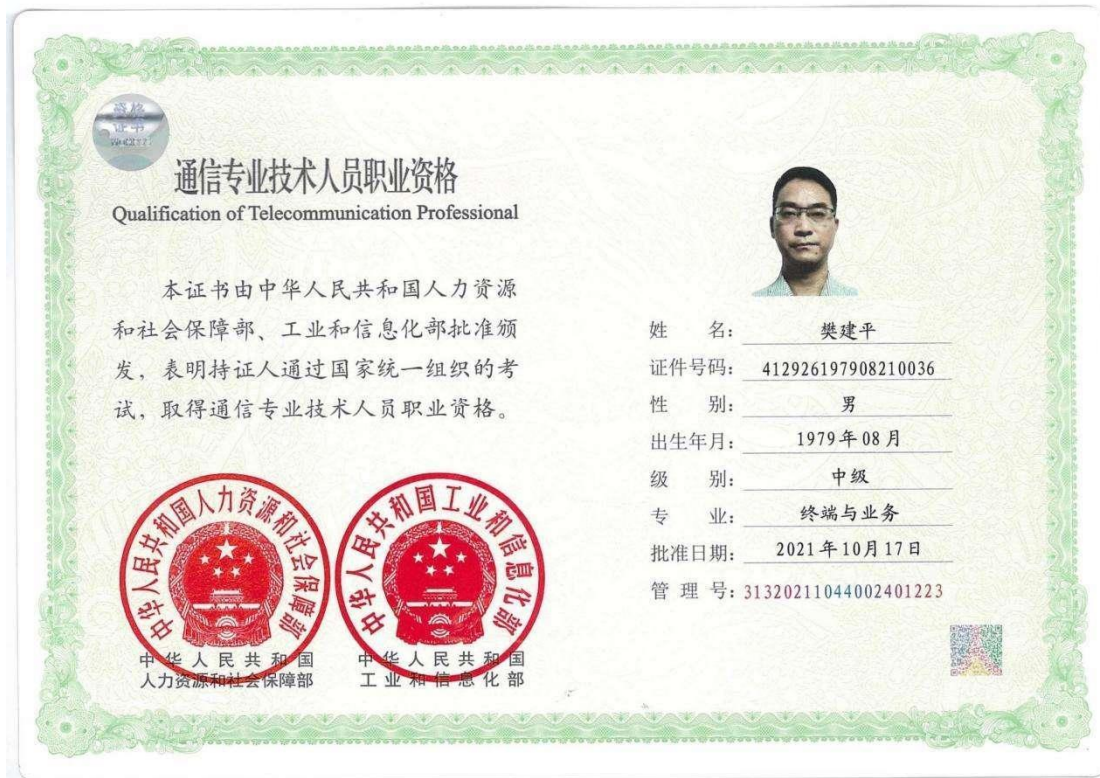 资格
证书
通信专业技术人员职业资格
Qualification of Telecommunication Professional
本证书由中华人民共和国人力资源
和社会保障部、工业和信息化部批准颁
发，表明持证人通过国家统一组织的考
试，取得通信专业技术人员职业资格。
中华人民共和国人力资源和社会保障部
中华人民共和国
人力资源和社会保障部
中华人民共和国工业和信息化部
中华人民共和国
工业和信息化部
姓 名： 樊建平
证件号码： 412926197908210036
性 别： 男
出生年月： 1979年08月
级 别： 中级
专 业： 终端与业务
批准日期： 2021年10月17日
管 理 号：31320211044002401223